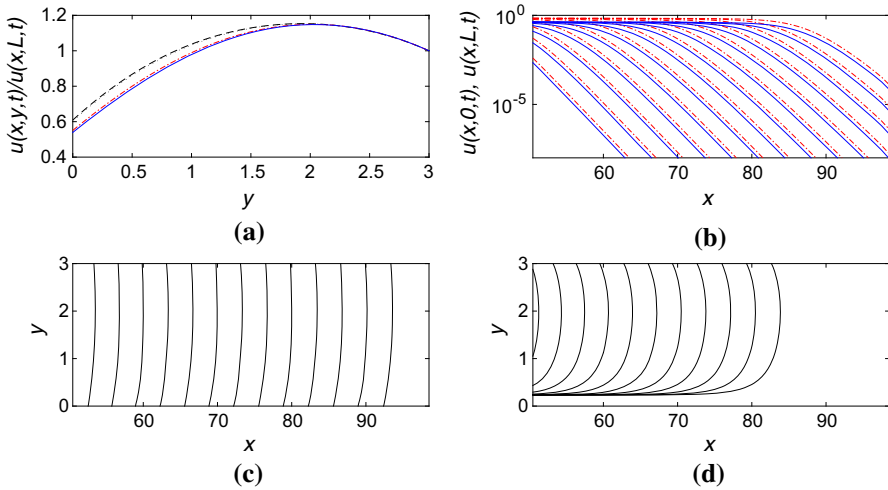 u(x,y,t)/u(x,L,t)
1.2
1
0.8
0.6
0.4
0 0.5 1 1.5 2 2.5 3
y
(a)
u(x,0,t), u(x,L,t)
10^0
10^-5
60 70 80 90
x
(b)
y
3
2
1
0
60 70 80 90
x
(c)
y
3
2
1
0
60 70 80 90
x
(d)